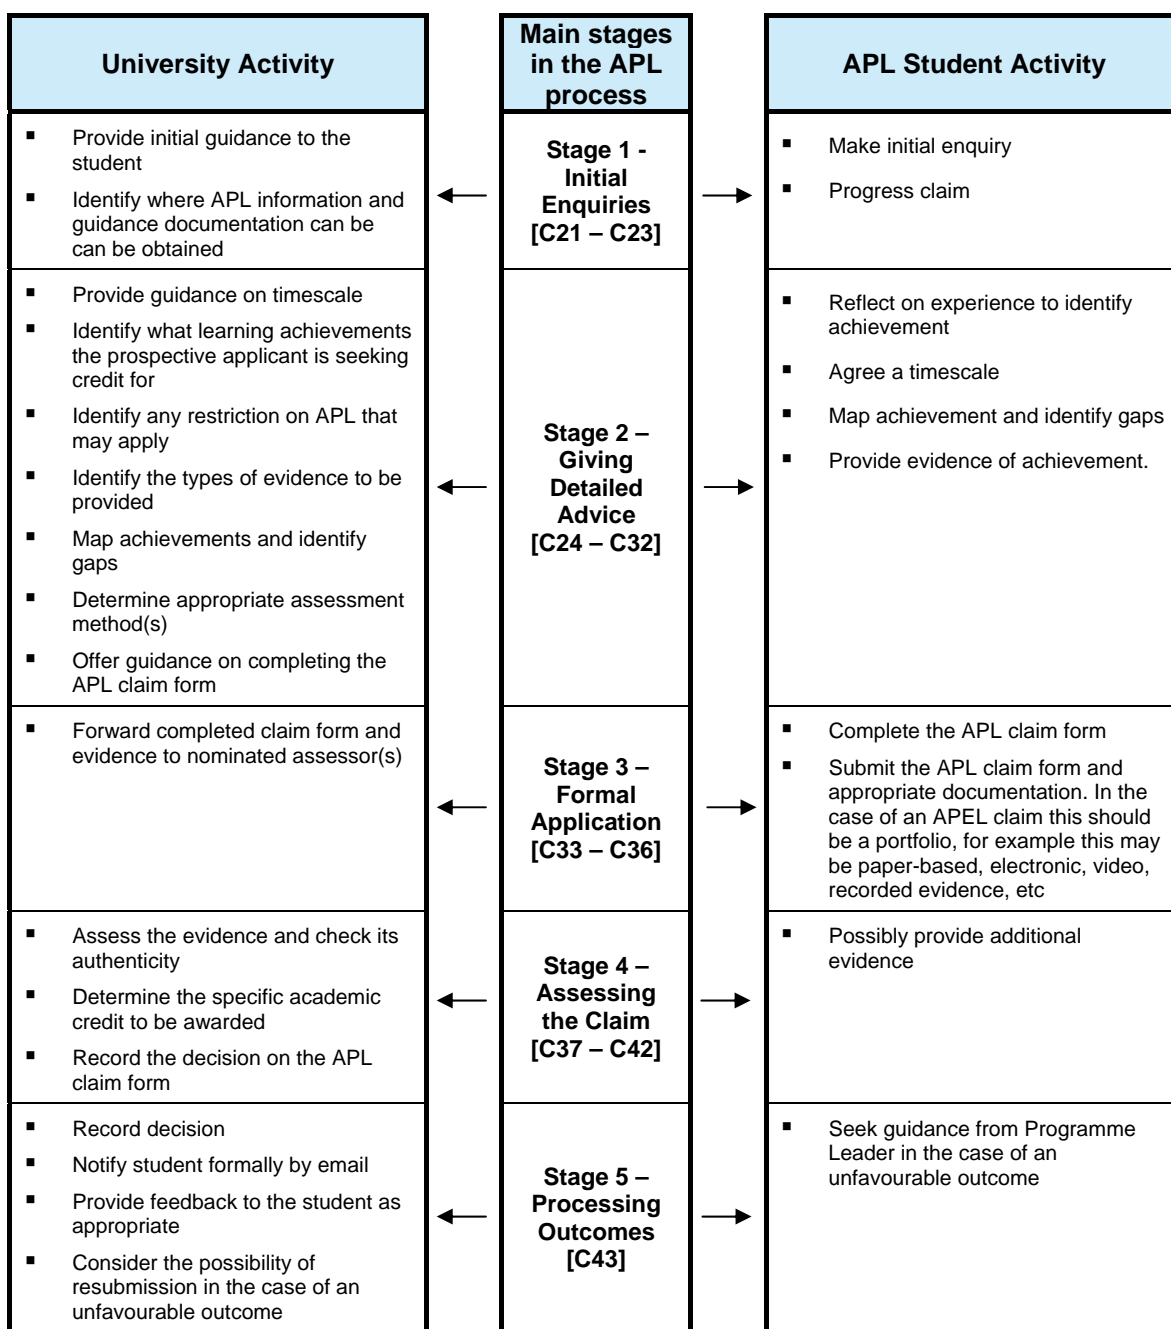 University Activity
Main stages
in the APL
process
APL Student Activity
▪ Provide initial guidance to the
student
▪ Identify where APL information and
guidance documentation can be
can be obtained
Stage 1 -
Initial
Enquiries
[C21 – C23]
▪ Make initial enquiry
▪ Progress claim
▪ Provide guidance on timescale
▪ Identify what learning achievements
the prospective applicant is seeking
credit for
▪ Identify any restriction on APL that
may apply
▪ Identify the types of evidence to be
provided
▪ Map achievements and identify
gaps
▪ Determine appropriate assessment
method(s)
▪ Offer guidance on completing the
APL claim form
Stage 2 –
Giving
Detailed
Advice
[C24 – C32]
▪ Reflect on experience to identify
achievement
▪ Agree a timescale
▪ Map achievement and identify gaps
▪ Provide evidence of achievement.
▪ Forward completed claim form and
evidence to nominated assessor(s)
Stage 3 –
Formal
Application
[C33 – C36]
▪ Complete the APL claim form
▪ Submit the APL claim form and
appropriate documentation. In the
case of an APEL claim this should
be a portfolio, for example this may
be paper-based, electronic, video,
recorded evidence, etc
▪ Assess the evidence and check its
authenticity
▪ Determine the specific academic
credit to be awarded
▪ Record the decision on the APL
claim form
Stage 4 –
Assessing
the Claim
[C37 – C42]
▪ Possibly provide additional
evidence
▪ Record decision
▪ Notify student formally by email
▪ Provide feedback to the student as
appropriate
▪ Consider the possibility of
resubmission in the case of an
unfavourable outcome
Stage 5 –
Processing
Outcomes
[C43]
▪ Seek guidance from Programme
Leader in the case of an
unfavourable outcome